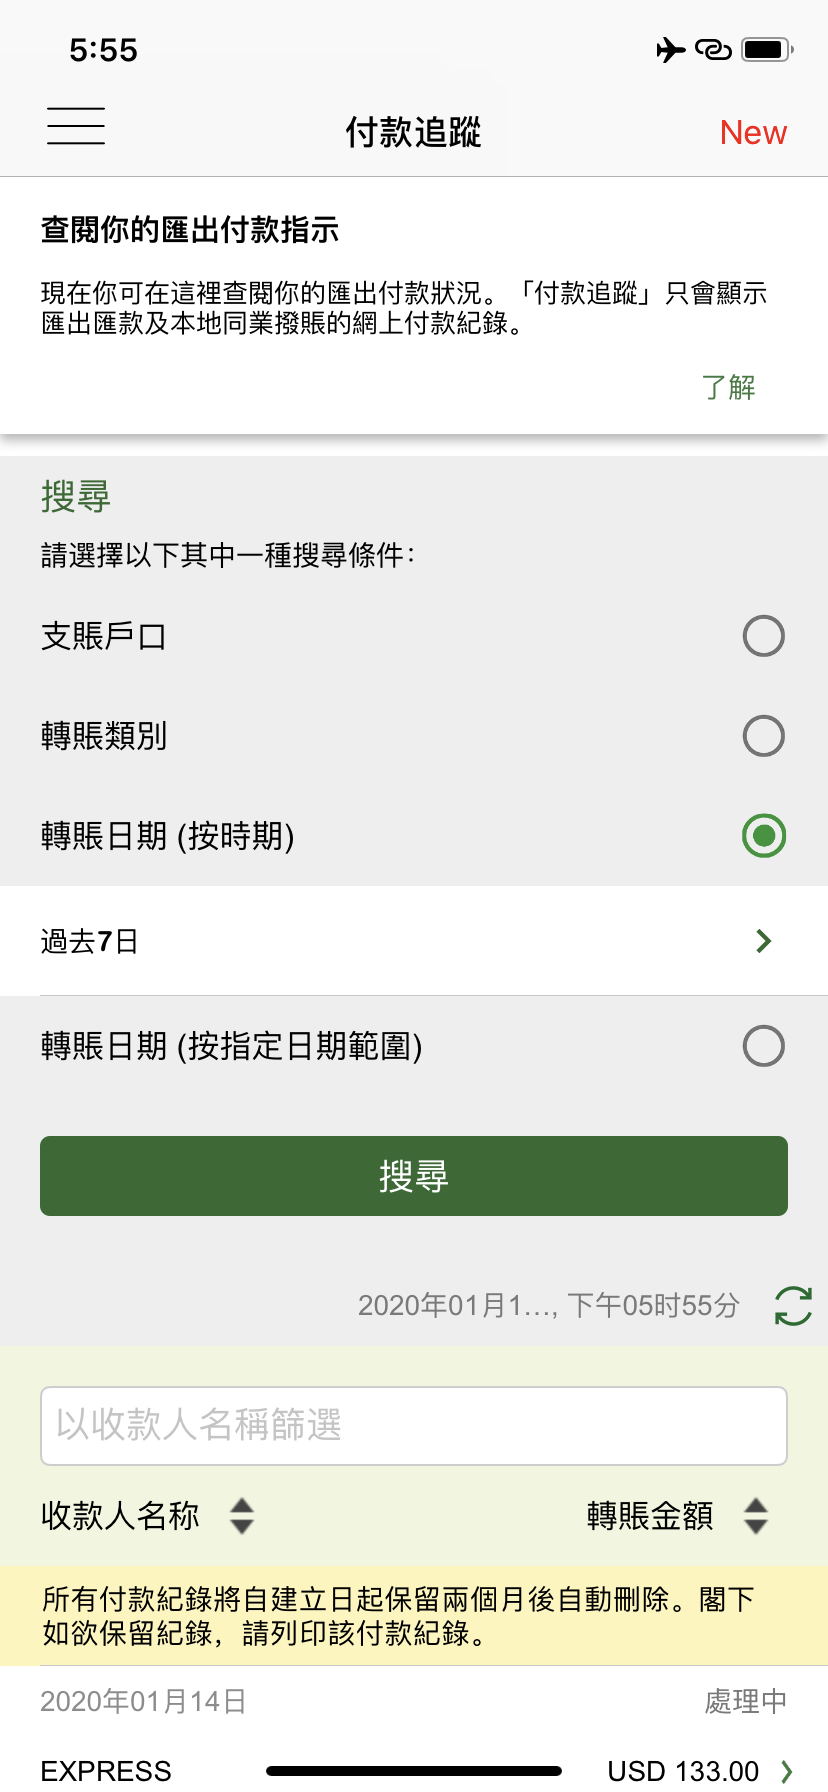 5:55
付款追蹤
New
查閱你的匯出付款指示
現在你可在這裡查閱你的匯出付款狀況。「付款追蹤」只會顯示
匯出匯款及本地同業撥賬的網上付款紀錄。
了解
搜尋
請選擇以下其中一種搜尋條件：
支賬戶口
轉賬類別
轉賬日期 (按時期)
過去7日
轉賬日期 (按指定日期範圍)
搜尋
2020年01月1…, 下午05时55分
以收款人名稱篩選
收款人名称 轉賬金額
所有付款紀錄將自建立日起保留兩個月後自動刪除。閣下
如欲保留紀錄，請列印該付款紀錄。
2020年01月14日 處理中
EXPRESS USD 133.00